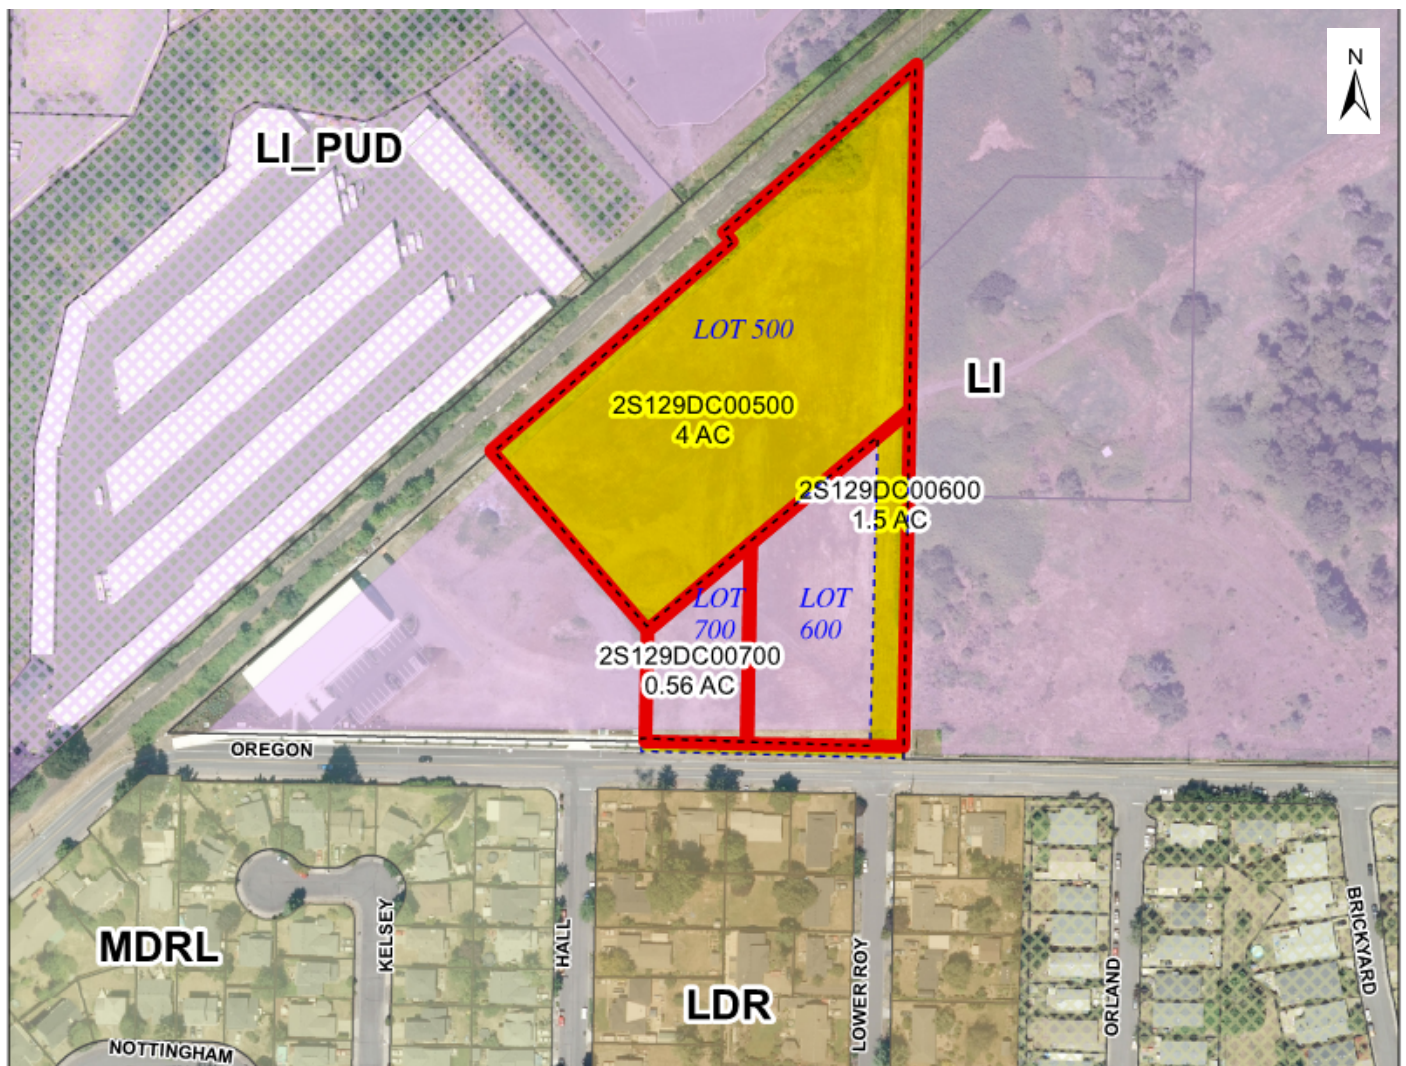 N
LI_PUD
LOT 500
2S129DC00500
4 AC
LI
2S129DC00600
1.5 AC
LOT
700
LOT
600
2S129DC00700
0.56 AC
OREGON
MDRL
KELSEY
HALL
LDR
LOWER ROY
ORLAND
BRICKYARD
NOTTINGHAM